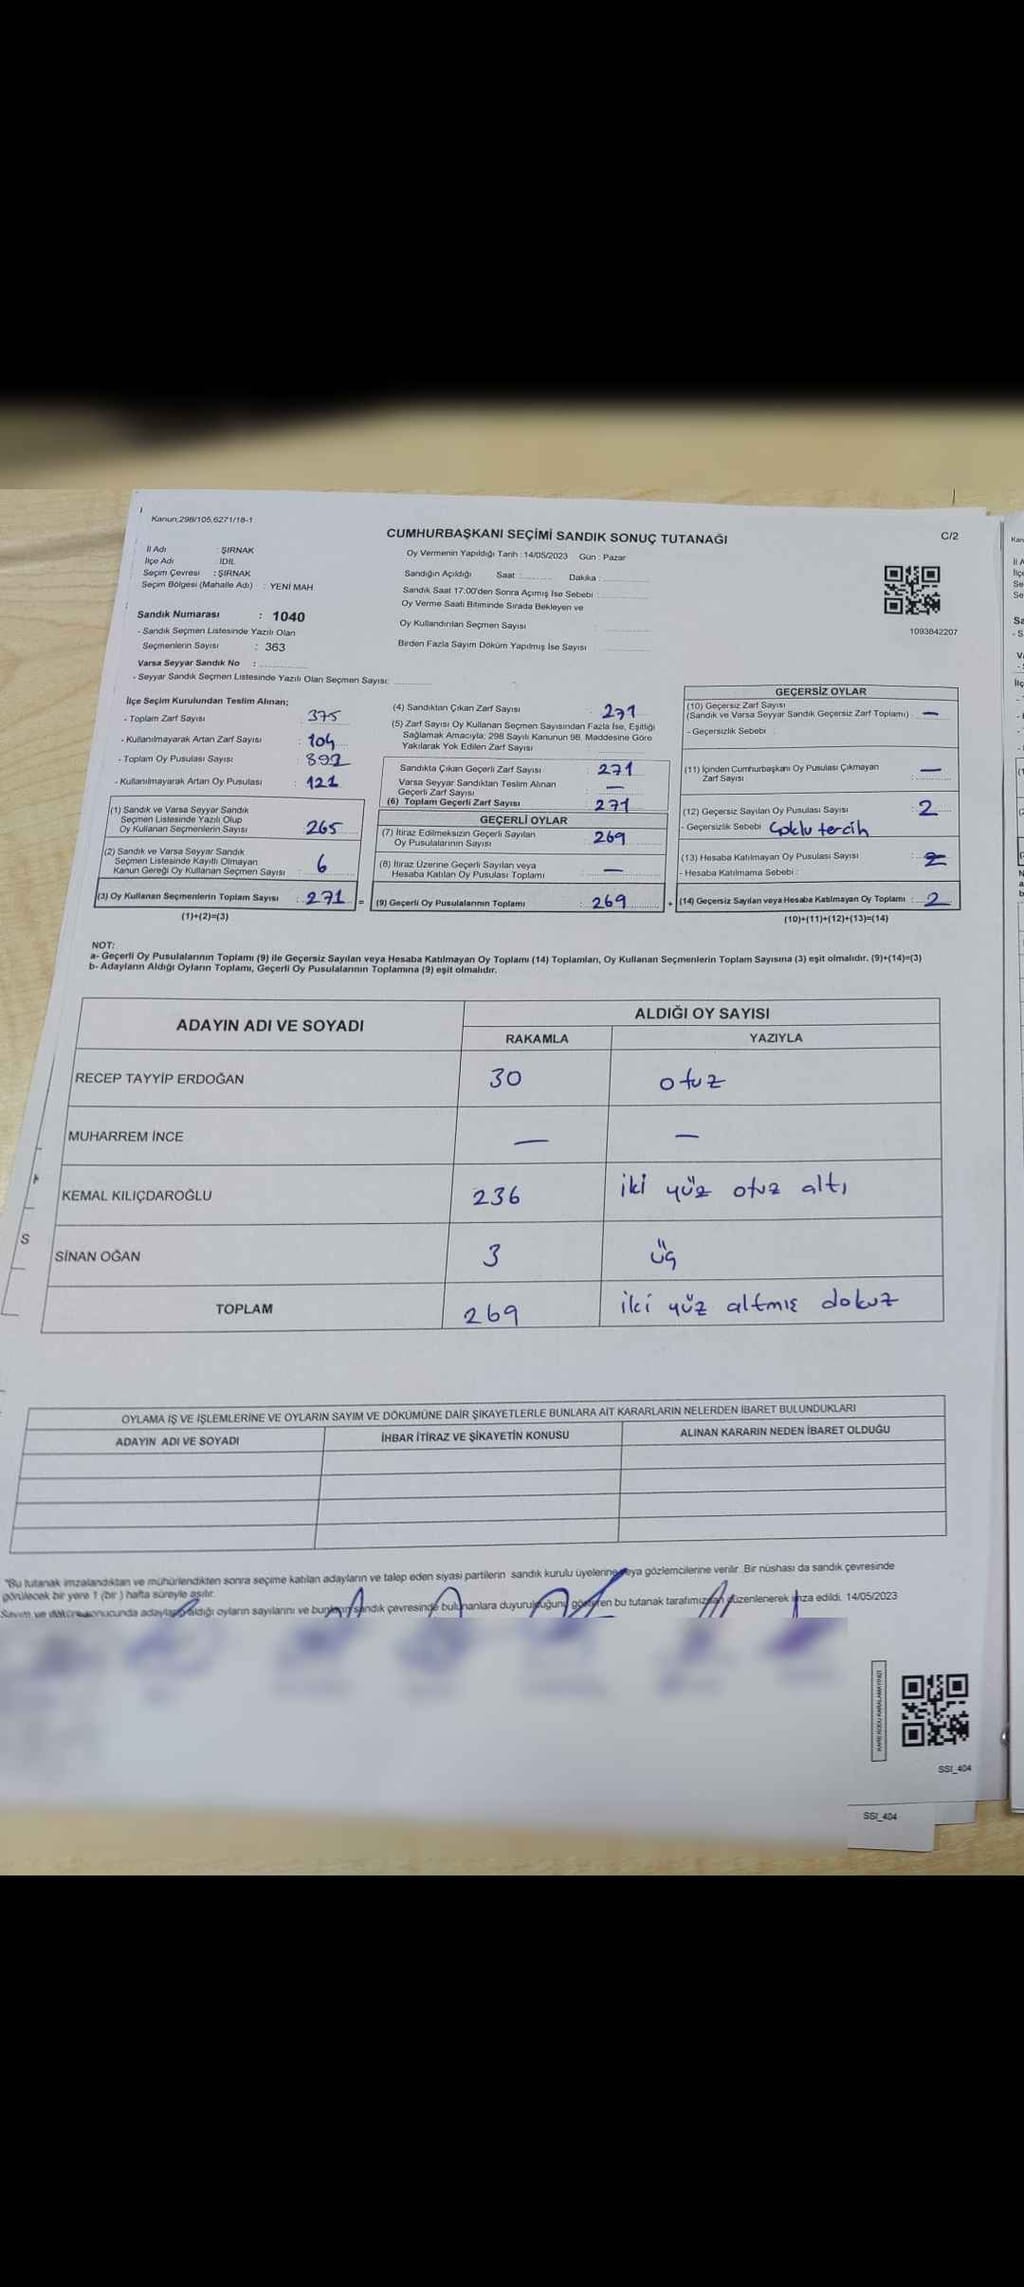 Kanun;298/105,6271/18-1
CUMHURBAŞKANI SEÇİMİ SANDIK SONUÇ TUTANAĞI
C/2
İl Adı : ŞIRNAK
İlçe Adı İDİL
Seçim Çevresi : ŞIRNAK
Seçim Bölgesi (Mahalle Adı) : YENİ MAH
Sandık Numarası : 1040
- Sandık Seçmen Listesinde Yazılı Olan
Seçmenlerin Sayısı : 363
Varsa Seyyar Sandık No :
- Seyyar Sandık Seçmen Listesinde Yazılı Olan Seçmen Sayısı:
Oy Vermenin Yapıldığı Tarih : 14/05/2023 Gün : Pazar
Sandığın Açıldığı Saat : Dakika :
Sandık Saat 17:00'den Sonra Açımış İse Sebebi :
Oy Verme Saati Bitiminde Sırada Bekleyen ve
Oy Kullandırılan Seçmen Sayısı :
Birden Fazla Sayım Döküm Yapılmış İse Sayısı
1093842207
İlçe Seçim Kurulundan Teslim Alınan;
- Toplam Zarf Sayısı : 375
- Kullanılmayarak Artan Zarf Sayısı : 104
- Toplam Oy Pusulası Sayısı : 392
- Kullanılmayarak Artan Oy Pusulası : 121
(1) Sandık ve Varsa Seyyar Sandık
Seçmen Listesinde Yazılı Olup
Oy Kullanan Seçmenlerin Sayısı : 265
(2) Sandık ve Varsa Seyyar Sandık
Seçmen Listesinde Kayıtlı Olmayan
Kanun Gereği Oy Kullanan Seçmen Sayısı : 6
(3) Oy Kullanan Seçmenlerin Toplam Sayısı : 271 =
(1)+(2)=(3)
(4) Sandıktan Çıkan Zarf Sayısı : 271
(5) Zarf Sayısı Oy Kullanan Seçmen Sayısından Fazla İse, Eşitliği
Sağlamak Amacıyla; 298 Sayılı Kanunun 98. Maddesine Göre
Yakılarak Yok Edilen Zarf Sayısı
Sandıkta Çıkan Geçerli Zarf Sayısı : 271
Varsa Seyyar Sandıktan Teslim Alınan
Geçerli Zarf Sayısı : —
(6) Toplam Geçerli Zarf Sayısı : 271
GEÇERLİ OYLAR
(7) İtiraz Edilmeksizin Geçerli Sayılan
Oy Pusulalarının Sayısı : 269
(8) İtiraz Üzerine Geçerli Sayılan veya
Hesaba Katılan Oy Pusulası Toplamı : —
(9) Geçerli Oy Pusulalarının Toplamı : 269 +
GEÇERSİZ OYLAR
(10) Geçersiz Zarf Sayısı
(Sandık ve Varsa Seyyar Sandık Geçersiz Zarf Toplamı) : —
- Geçersizlik Sebebi :
(11) İçinden Cumhurbaşkanı Oy Pusulası Çıkmayan
Zarf Sayısı : —
(12) Geçersiz Sayılan Oy Pusulası Sayısı : 2
- Geçersizlik Sebebi Çoklu tercih
(13) Hesaba Katılmayan Oy Pusulası Sayısı :
- Hesaba Katılmama Sebebi :
(14) Geçersiz Sayılan veya Hesaba Katılmayan Oy Toplamı : 2
(10)+(11)+(12)+(13)=(14)
NOT:
a- Geçerli Oy Pusulalarının Toplamı (9) ile Geçersiz Sayılan veya Hesaba Katılmayan Oy Toplamı (14) Toplamları, Oy Kullanan Seçmenlerin Toplam Sayısına (3) eşit olmalıdır. (9)+(14)=(3)
b- Adayların Aldığı Oyların Toplamı, Geçerli Oy Pusulalarının Toplamına (9) eşit olmalıdır.
ADAYIN ADI VE SOYADI
ALDIĞI OY SAYISI
RAKAMLA YAZIYLA
RECEP TAYYİP ERDOĞAN 30 otuz
MUHARREM İNCE — —
KEMAL KILIÇDAROĞLU 236 iki yüz otuz altı
SİNAN OĞAN 3 üç
TOPLAM 269 iki yüz altmış dokuz
OYLAMA İŞ VE İŞLEMLERİNE VE OYLARIN SAYIM VE DÖKÜMÜNE DAİR ŞİKAYETLERLE BUNLARA AİT KARARLARIN NELERDEN İBARET BULUNDUKLARI
ADAYIN ADI VE SOYADI İHBAR İTİRAZ VE ŞİKAYETİN KONUSU ALINAN KARARIN NEDEN İBARET OLDUĞU
"Bu tutanak imzalandıktan ve mühürlendikten sonra seçime katılan adayların ve talep eden siyasi partilerin sandık kurulu üyelerine veya gözlemcilerine verilir. Bir nüshası da sandık çevresinde
görülecek bir yere 1 (bir) hafta süreyle asılır.
Sayım ve döküm sonucunda adayların aldığı oyların sayılarını ve bunların sandık çevresinde bulunanlara duyurulduğunu gösteren bu tutanak tarafımızdan düzenlenerek imza edildi. 14/05/2023
SSI_404
SSI_404